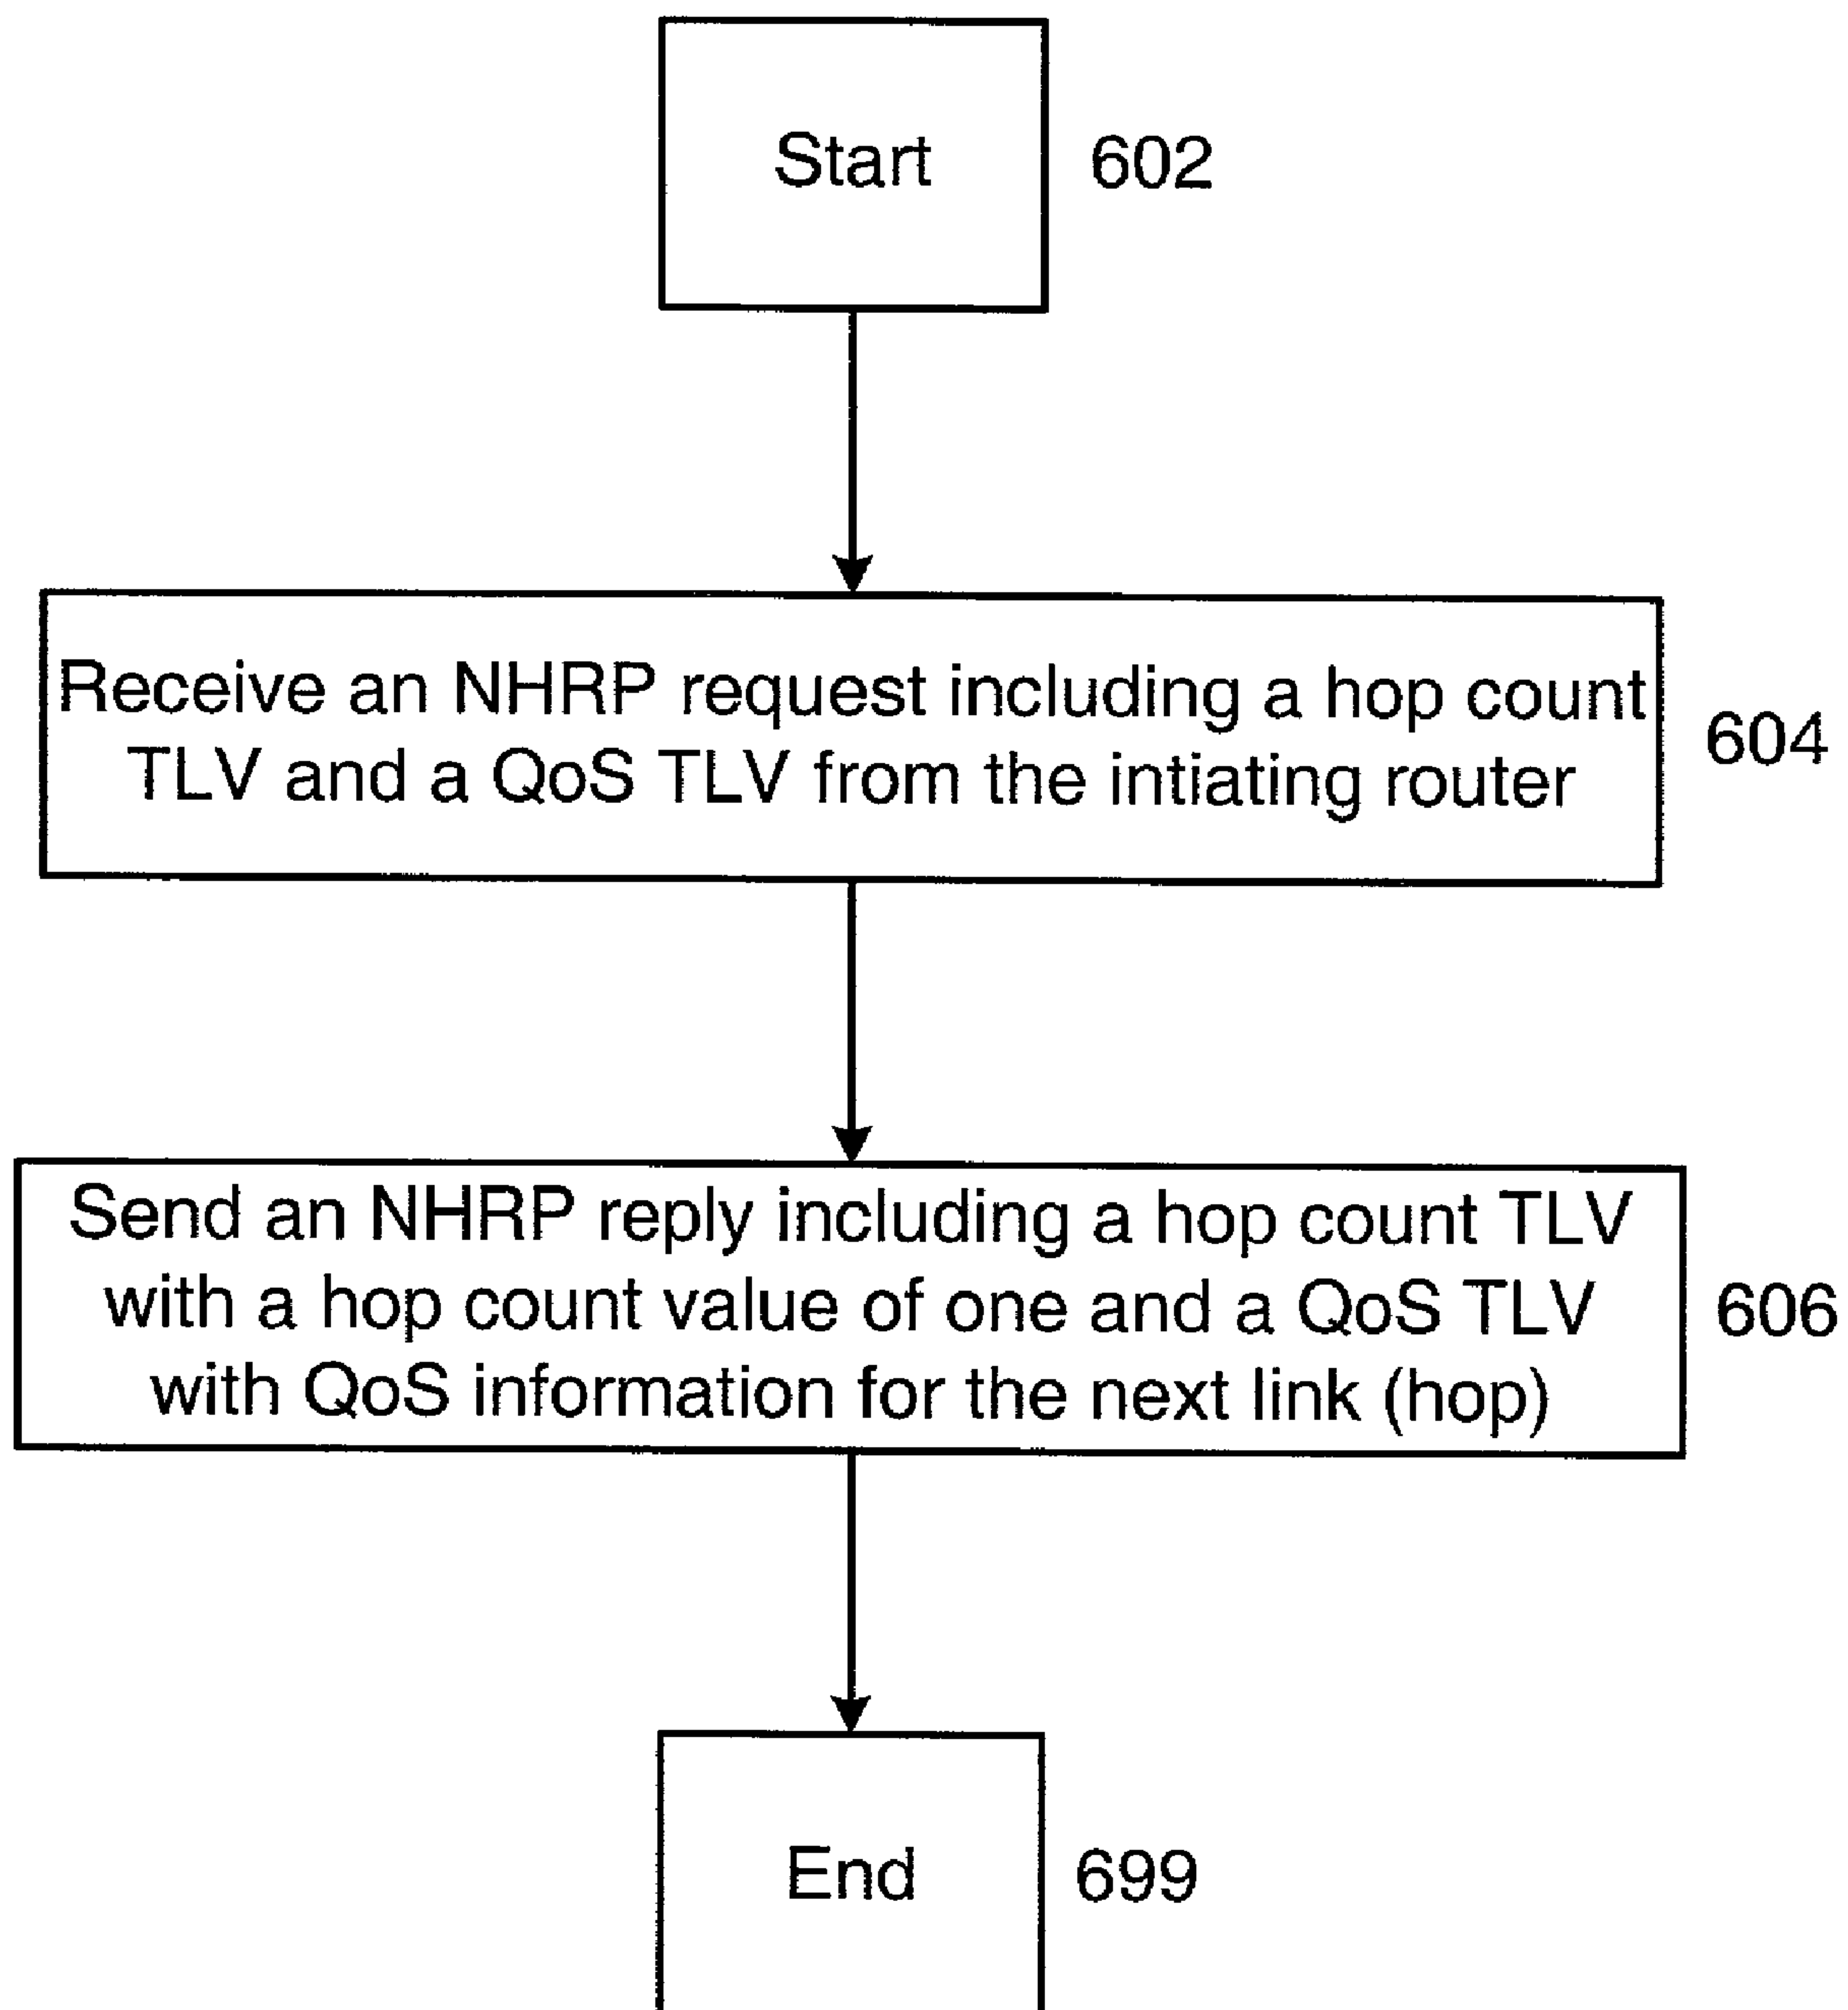 Start 602
Receive an NHRP request including a hop count
TLV and a QoS TLV from the intiating router
604
Send an NHRP reply including a hop count TLV
with a hop count value of one and a QoS TLV
with QoS information for the next link (hop)
606
End 699